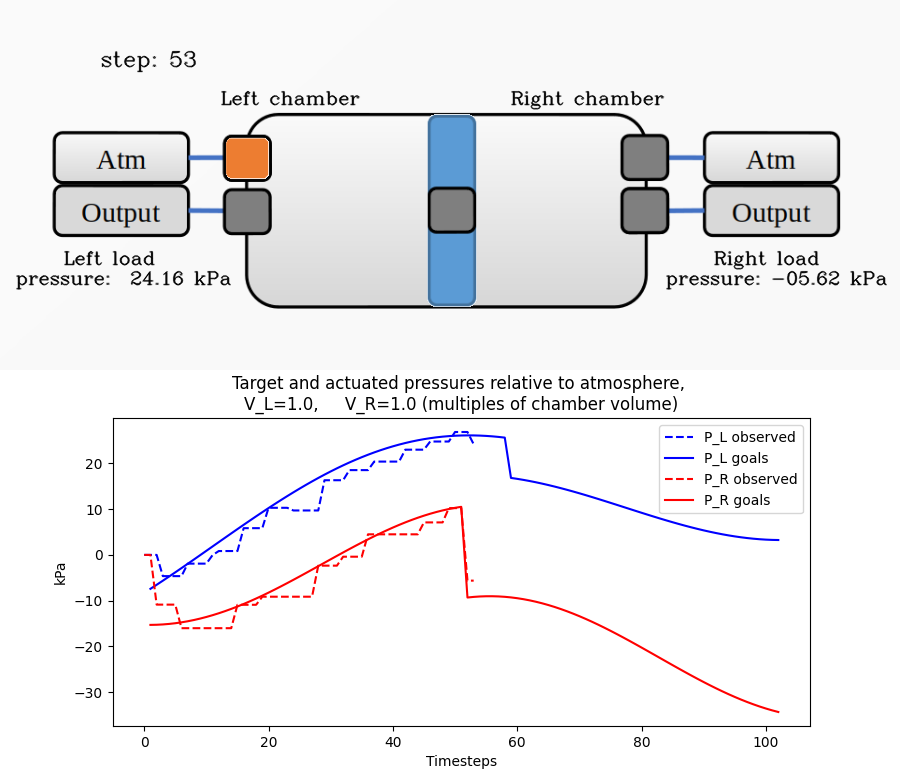 step: 53
Left chamber
Right chamber
Atm
Output
Left load
pressure:  24.16 kPa
Atm
Output
Right load
pressure: −05.62 kPa
Target and actuated pressures relative to atmosphere,
V_L=1.0,     V_R=1.0 (multiples of chamber volume)
P_L observed
P_L goals
P_R observed
P_R goals
kPa
20
10
0
−10
−20
−30
0 20 40 60 80 100
Timesteps